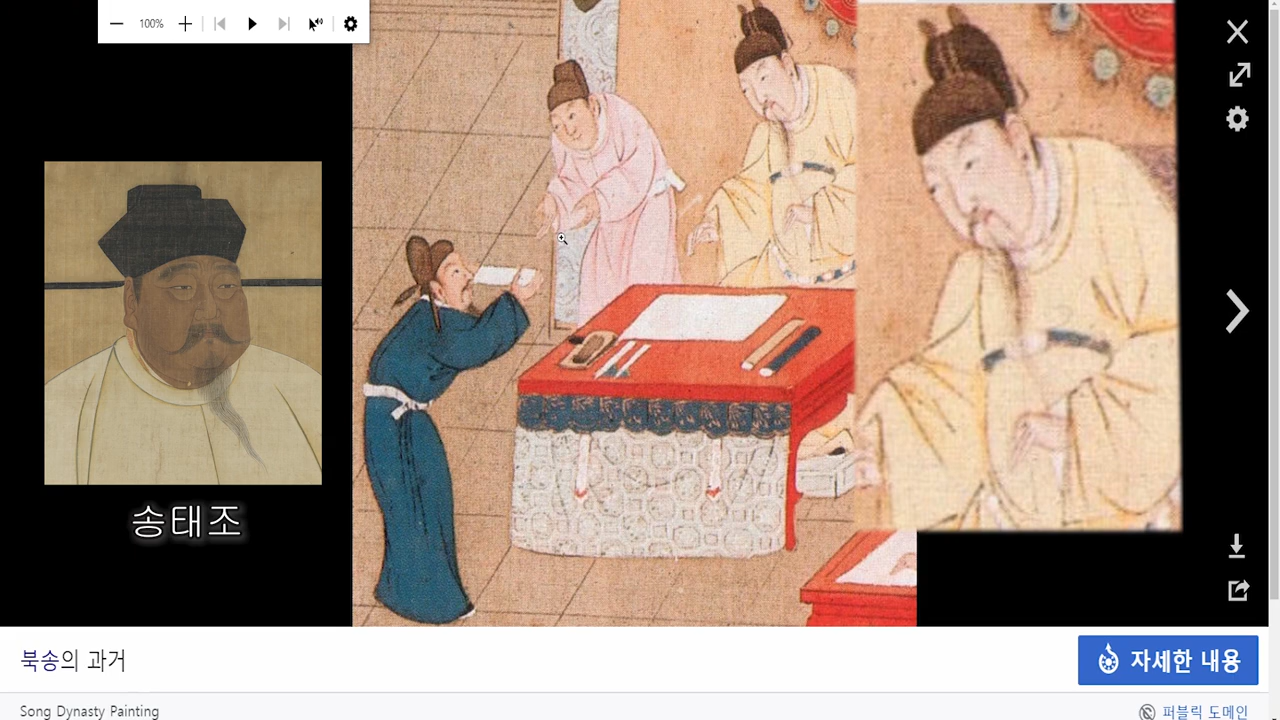 100%
송태조
북송의 과거
자세한 내용
Song Dynasty Painting
퍼블릭 도메인